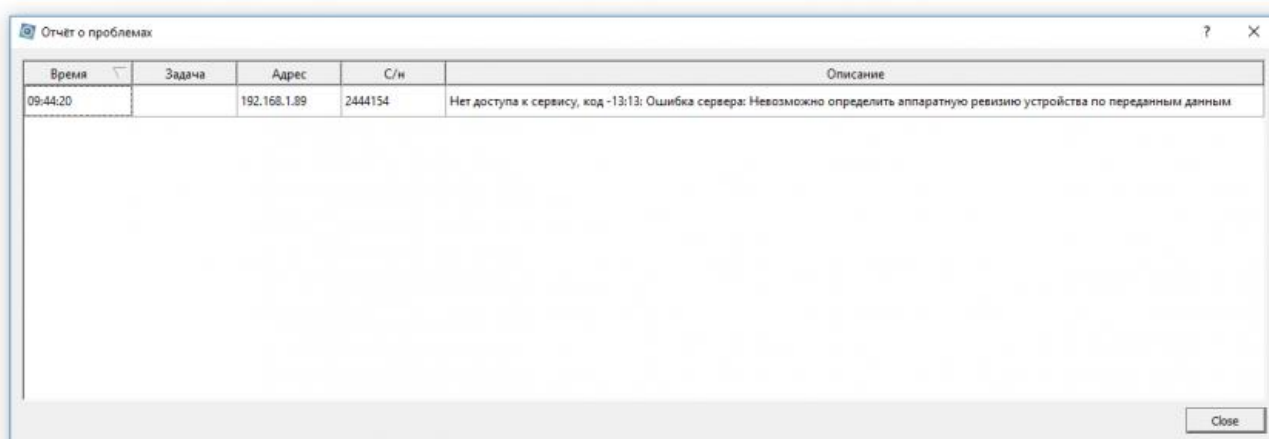 Отчёт о проблемах
?
Время Задача Адрес С/н Описание
09:44:20 192.168.1.89 2444154 Нет доступа к сервису, код -13:13: Ошибка сервера: Невозможно определить аппаратную ревизию устройства по переданным данным
Close